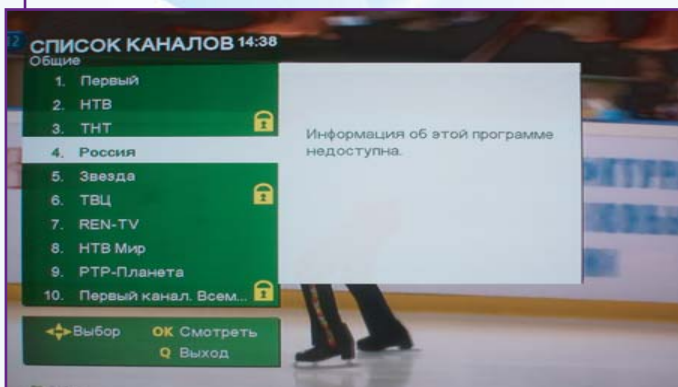 СПИСОК КАНАЛОВ 14:38
Общие
1. Первый
2. НТВ
3. ТНТ
4. Россия
5. Звезда
6. ТВЦ
7. REN-TV
8. НТВ Мир
9. РТР-Планета
10. Первый канал. Всем...
Информация об этой программе
недоступна.
Выбор OK Смотреть
Q Выход